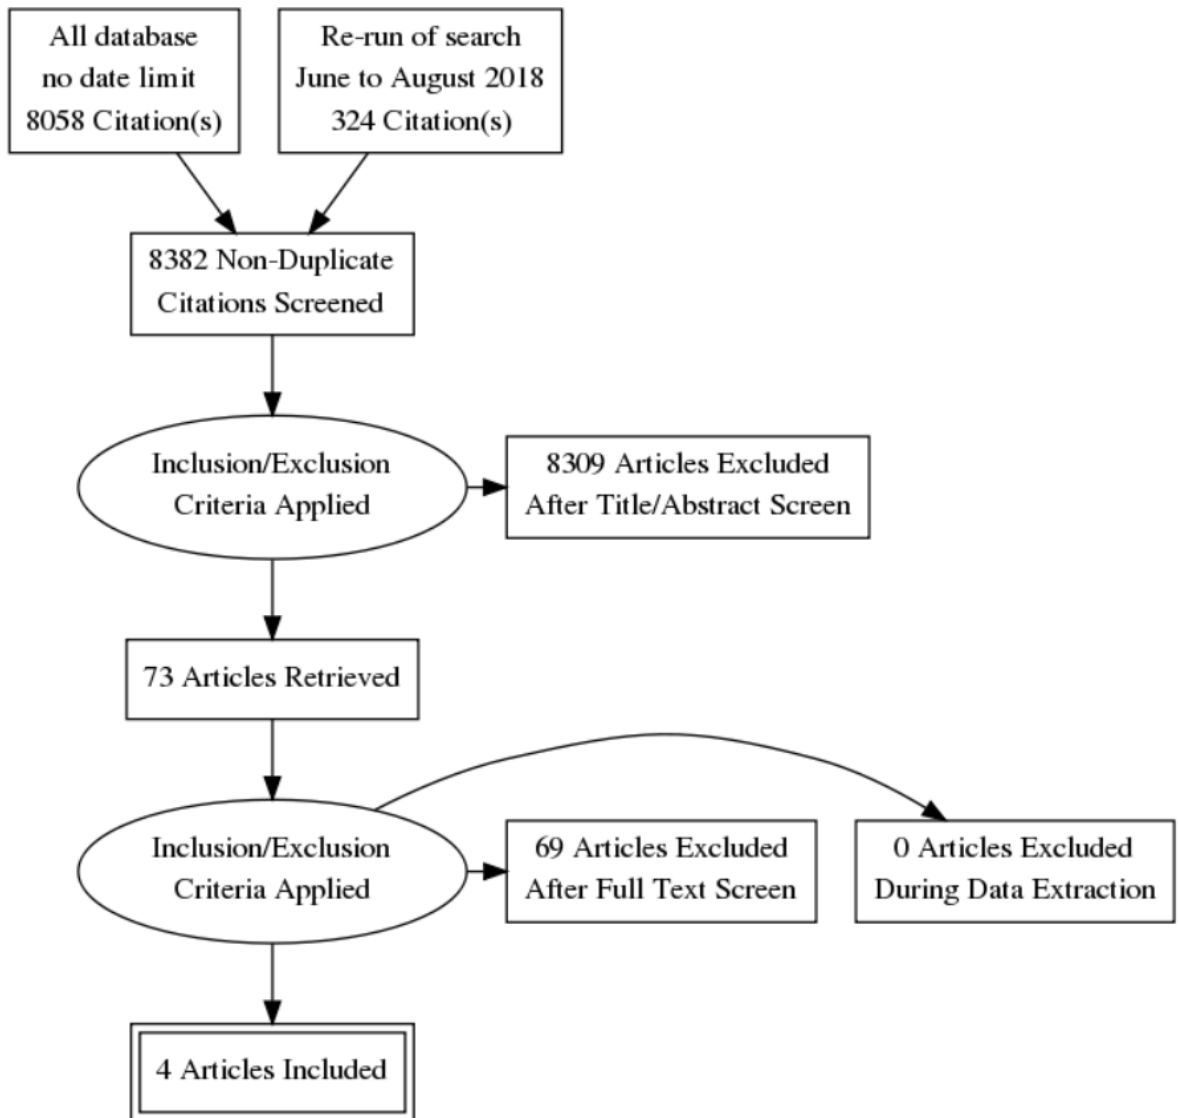 All database
no date limit
8058 Citation(s)
Re-run of search
June to August 2018
324 Citation(s)
8382 Non-Duplicate
Citations Screened
Inclusion/Exclusion
Criteria Applied
8309 Articles Excluded
After Title/Abstract Screen
73 Articles Retrieved
Inclusion/Exclusion
Criteria Applied
69 Articles Excluded
After Full Text Screen
0 Articles Excluded
During Data Extraction
4 Articles Included